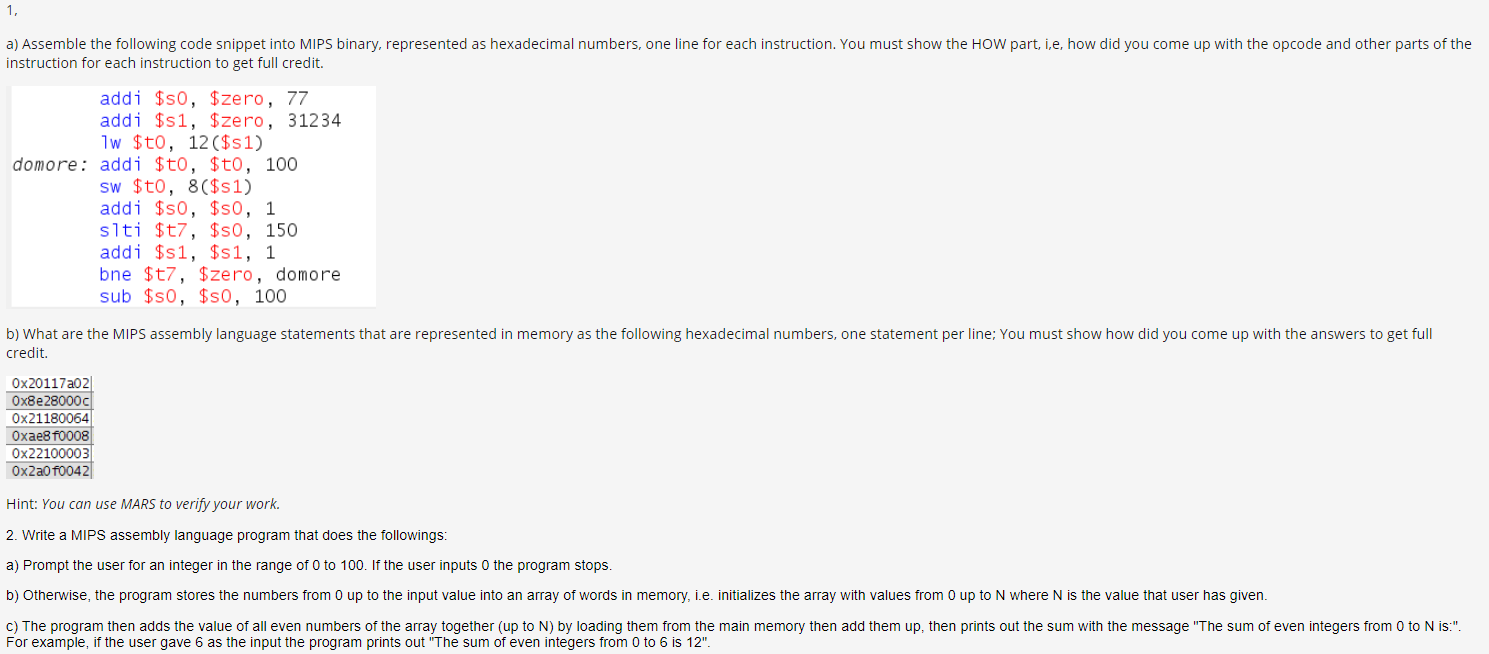 1,
a) Assemble the following code snippet into MIPS binary, represented as hexadecimal numbers, one line for each instruction. You must show the HOW part, i,e, how did you come up with the opcode and other parts of the
instruction for each instruction to get full credit.
addi $s0, $zero, 77
addi $s1, $zero, 31234
lw $t0, 12($s1)
domore: addi $t0, $t0, 100
sw $t0, 8($s1)
addi $s0, $s0, 1
slti $t7, $s0, 150
addi $s1, $s1, 1
bne $t7, $zero, domore
sub $s0, $s0, 100
b) What are the MIPS assembly language statements that are represented in memory as the following hexadecimal numbers, one statement per line; You must show how did you come up with the answers to get full
credit.
0x20117a02
0x8e28000c
0x21180064
0xae8f0008
0x22100003
0x2a0f0042
Hint: You can use MARS to verify your work.
2. Write a MIPS assembly language program that does the followings:
a) Prompt the user for an integer in the range of 0 to 100. If the user inputs 0 the program stops.
b) Otherwise, the program stores the numbers from 0 up to the input value into an array of words in memory, i.e. initializes the array with values from 0 up to N where N is the value that user has given.
c) The program then adds the value of all even numbers of the array together (up to N) by loading them from the main memory then add them up, then prints out the sum with the message "The sum of even integers from 0 to N is:".
For example, if the user gave 6 as the input the program prints out "The sum of even integers from 0 to 6 is 12".